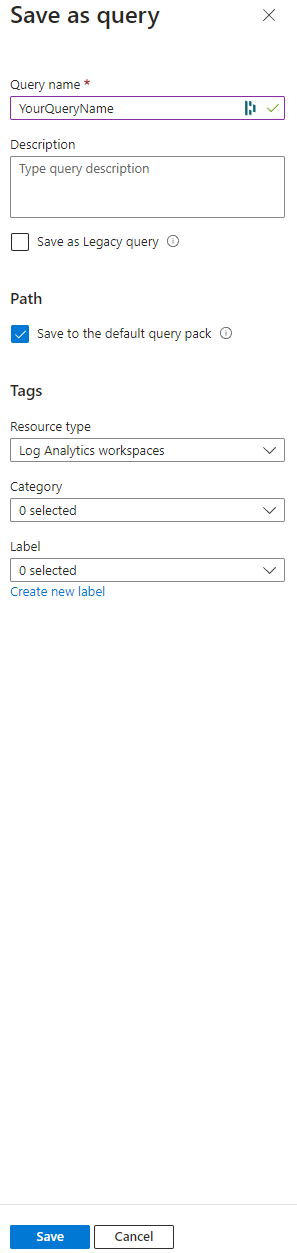 Save as query
Query name *
YourQueryName
Description
Type query description
Save as Legacy query
Path
Save to the default query pack
Tags
Resource type
Log Analytics workspaces
Category
0 selected
Label
0 selected
Create new label
Save Cancel